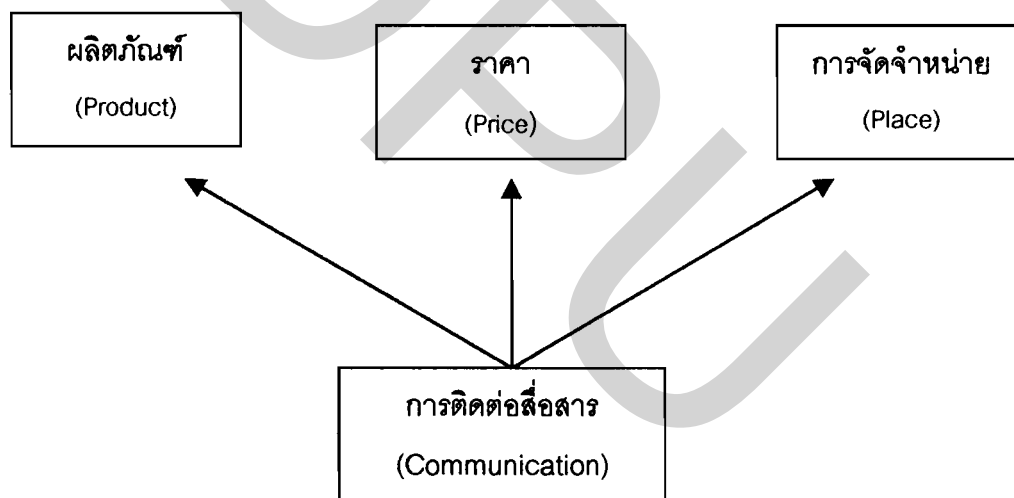 ผลิตภัณฑ์
(Product)
ราคา
(Price)
การจัดจำหน่าย
(Place)
การติดต่อสื่อสาร
(Communication)
DPU